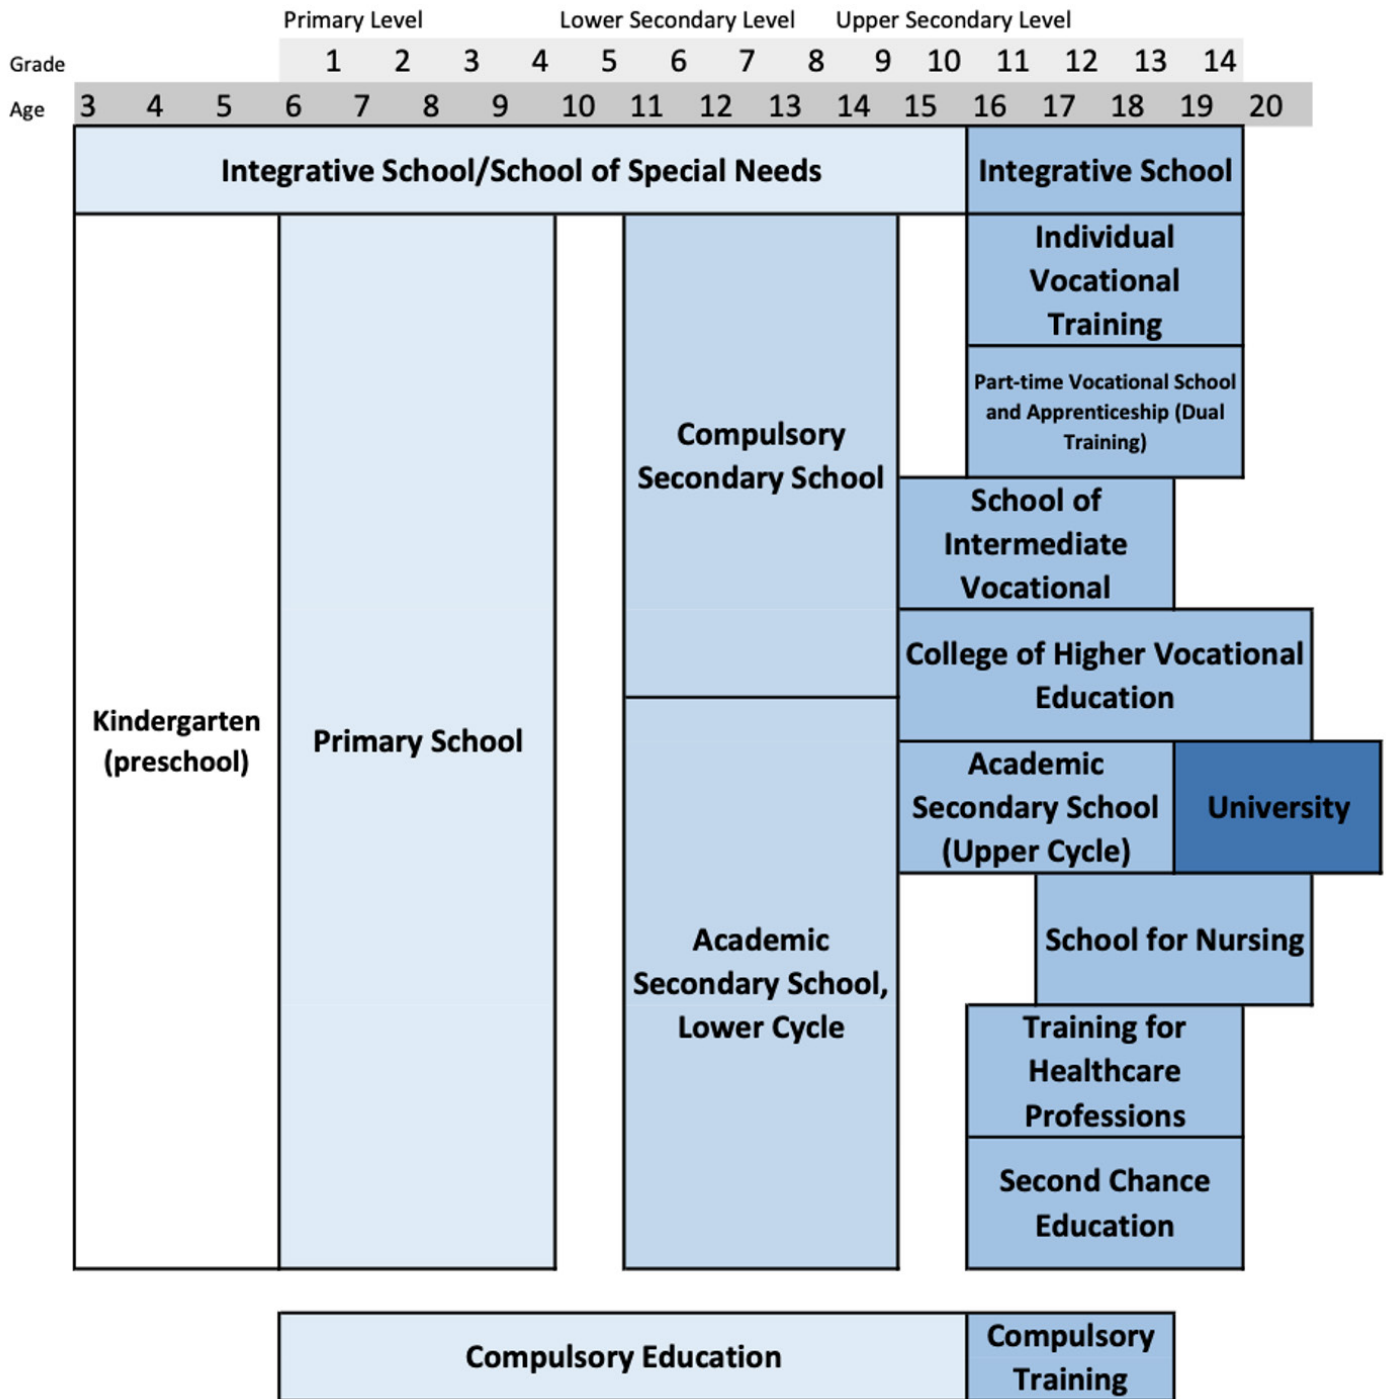 Primary Level Lower Secondary Level Upper Secondary Level
Grade 1 2 3 4 5 6 7 8 9 10 11 12 13 14
Age 3 4 5 6 7 8 9 10 11 12 13 14 15 16 17 18 19 20
Integrative School/School of Special Needs
Integrative School
Kindergarten
(preschool)
Primary School
Compulsory
Secondary School
Academic
Secondary School,
Lower Cycle
Individual
Vocational
Training
Part-time Vocational School
and Apprenticeship (Dual
Training)
School of
Intermediate
Vocational
College of Higher Vocational
Education
Academic
Secondary School
(Upper Cycle)
University
School for Nursing
Training for
Healthcare
Professions
Second Chance
Education
Compulsory Education
Compulsory
Training